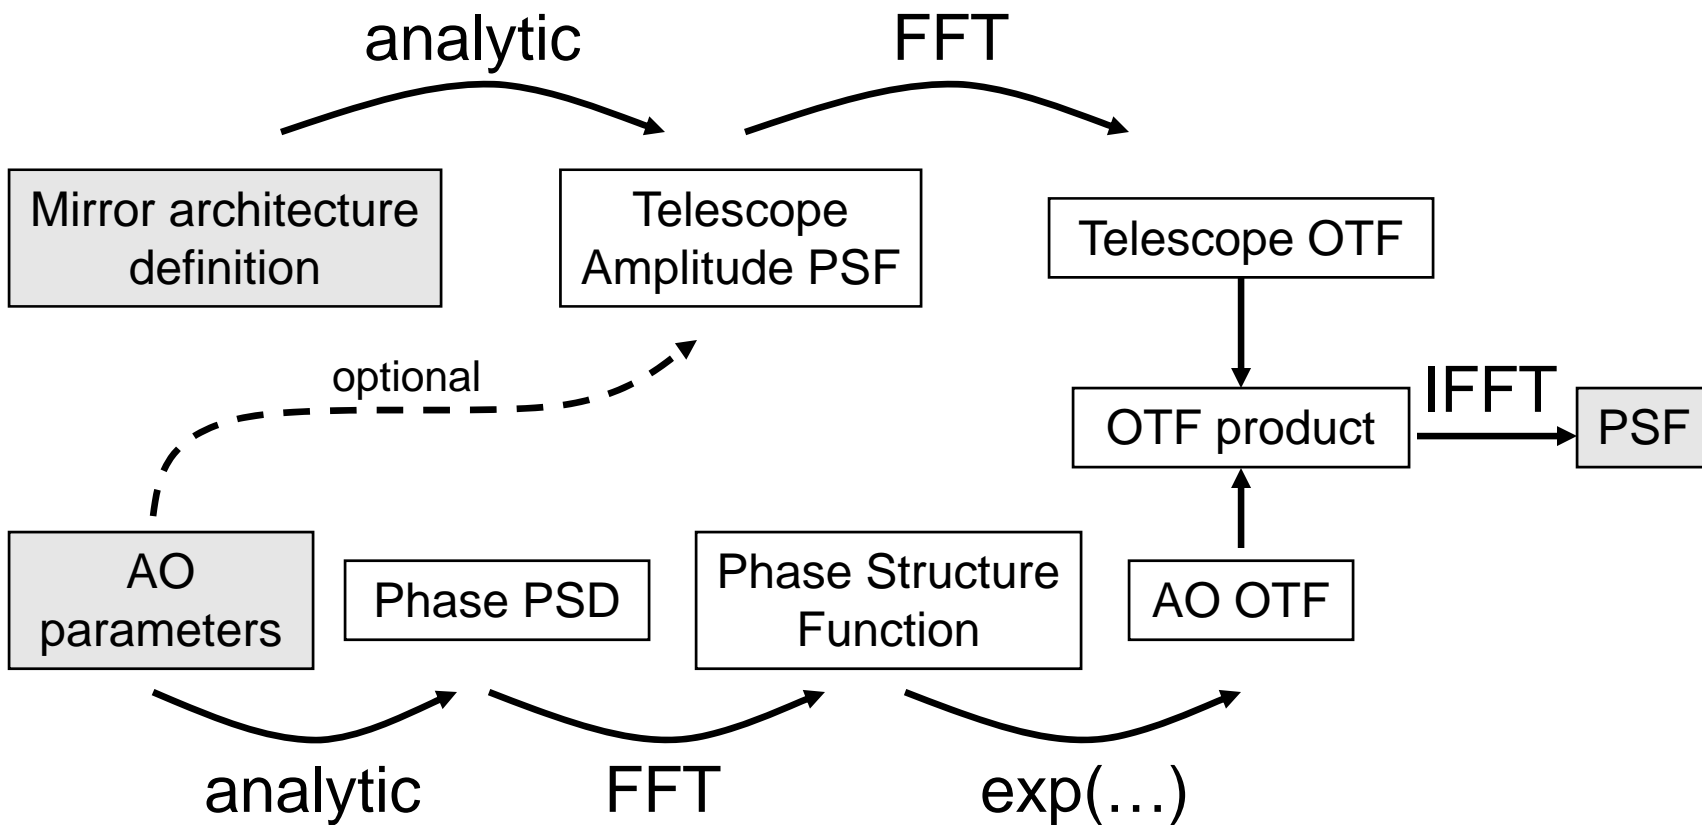 analytic
FFT
Mirror architecture
definition
Telescope
Amplitude PSF
Telescope OTF
optional
IFFT
OTF product
PSF
AO
parameters
Phase PSD
Phase Structure
Function
AO OTF
analytic
FFT
exp(…)